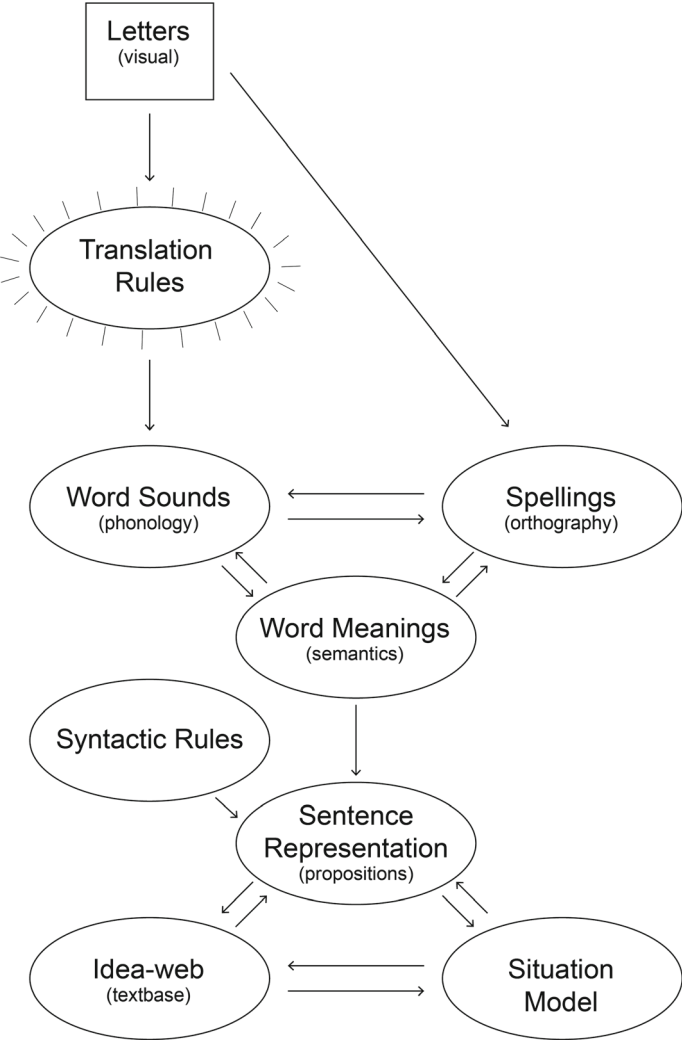 Letters
(visual)
Translation
Rules
Word Sounds
(phonology)
Spellings
(orthography)
Word Meanings
(semantics)
Syntactic Rules
Sentence
Representation
(propositions)
Idea-web
(textbase)
Situation
Model